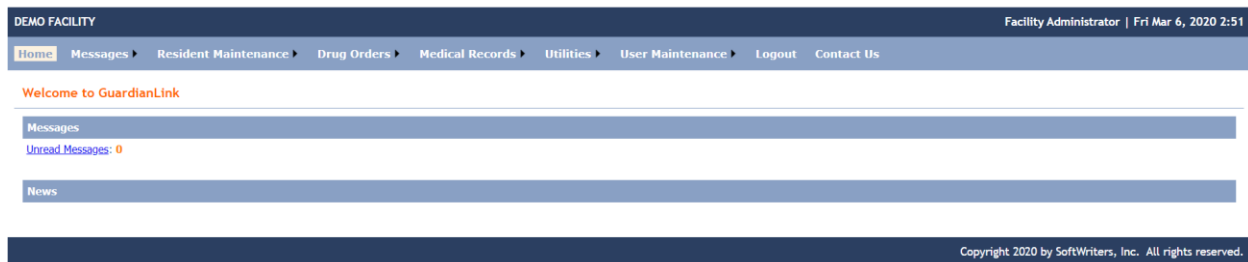 DEMO FACILITY Facility Administrator | Fri Mar 6, 2020 2:51
Home Messages Resident Maintenance Drug Orders Medical Records Utilities User Maintenance Logout Contact Us
Welcome to GuardianLink
Messages
Unread Messages: 0
News
Copyright 2020 by SoftWriters, Inc. All rights reserved.